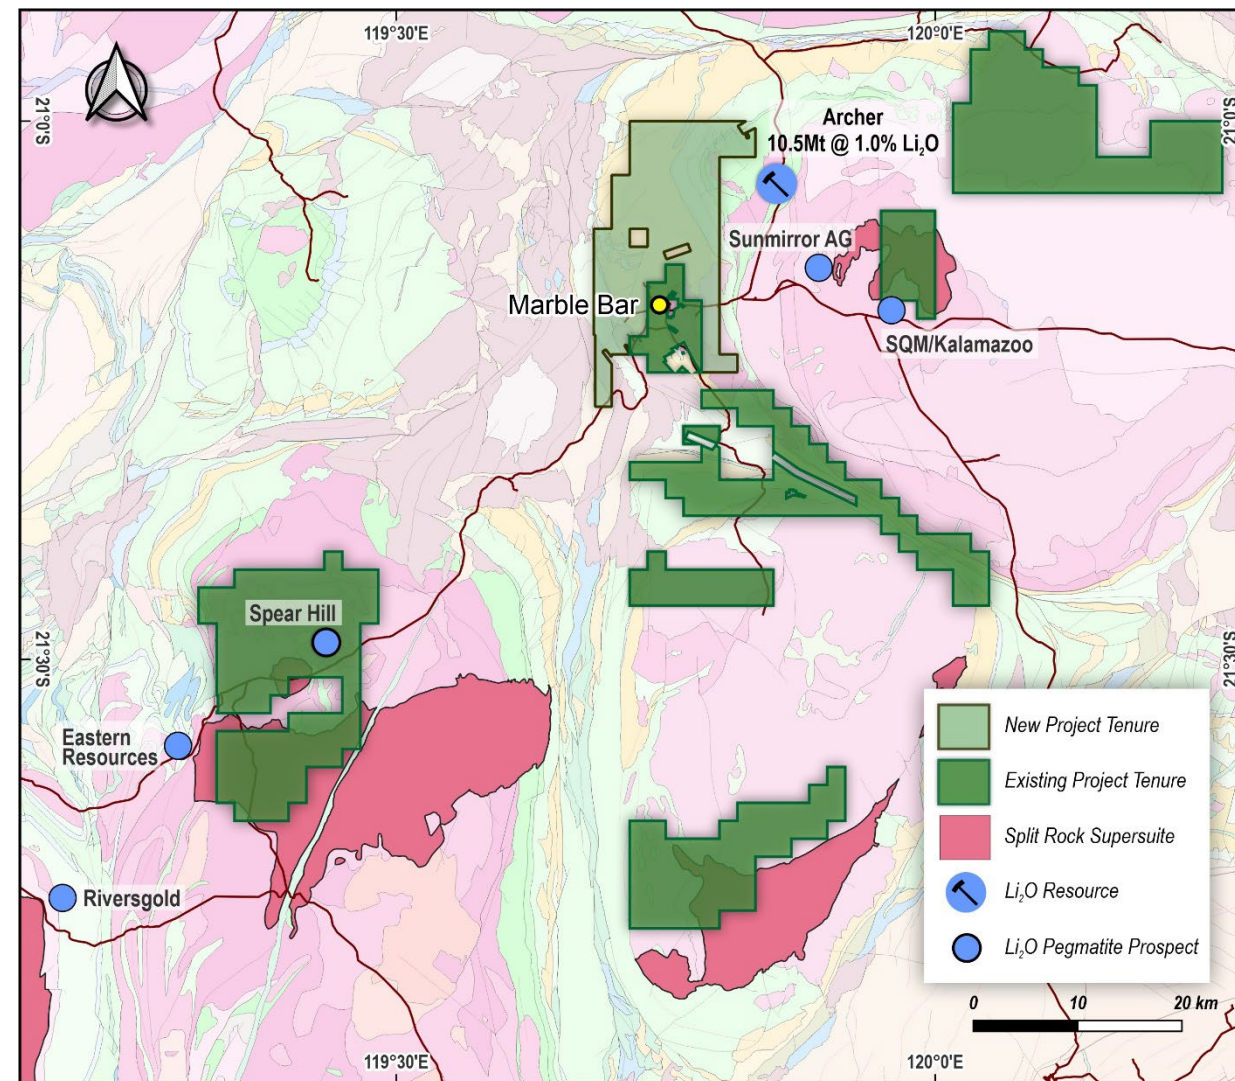 119°30'E
120°0'E
21°0'S
21°0'S
Archer
10.5Mt @ 1.0% Li₂O
Sunmirror AG
Marble Bar
SQM/Kalamazoo
Spear Hill
21°30'S
21°30'S
Eastern
Resources
Riversgold
New Project Tenure
Existing Project Tenure
Split Rock Supersuite
Li₂O Resource
Li₂O Pegmatite Prospect
0 10 20 km
119°30'E
120°0'E